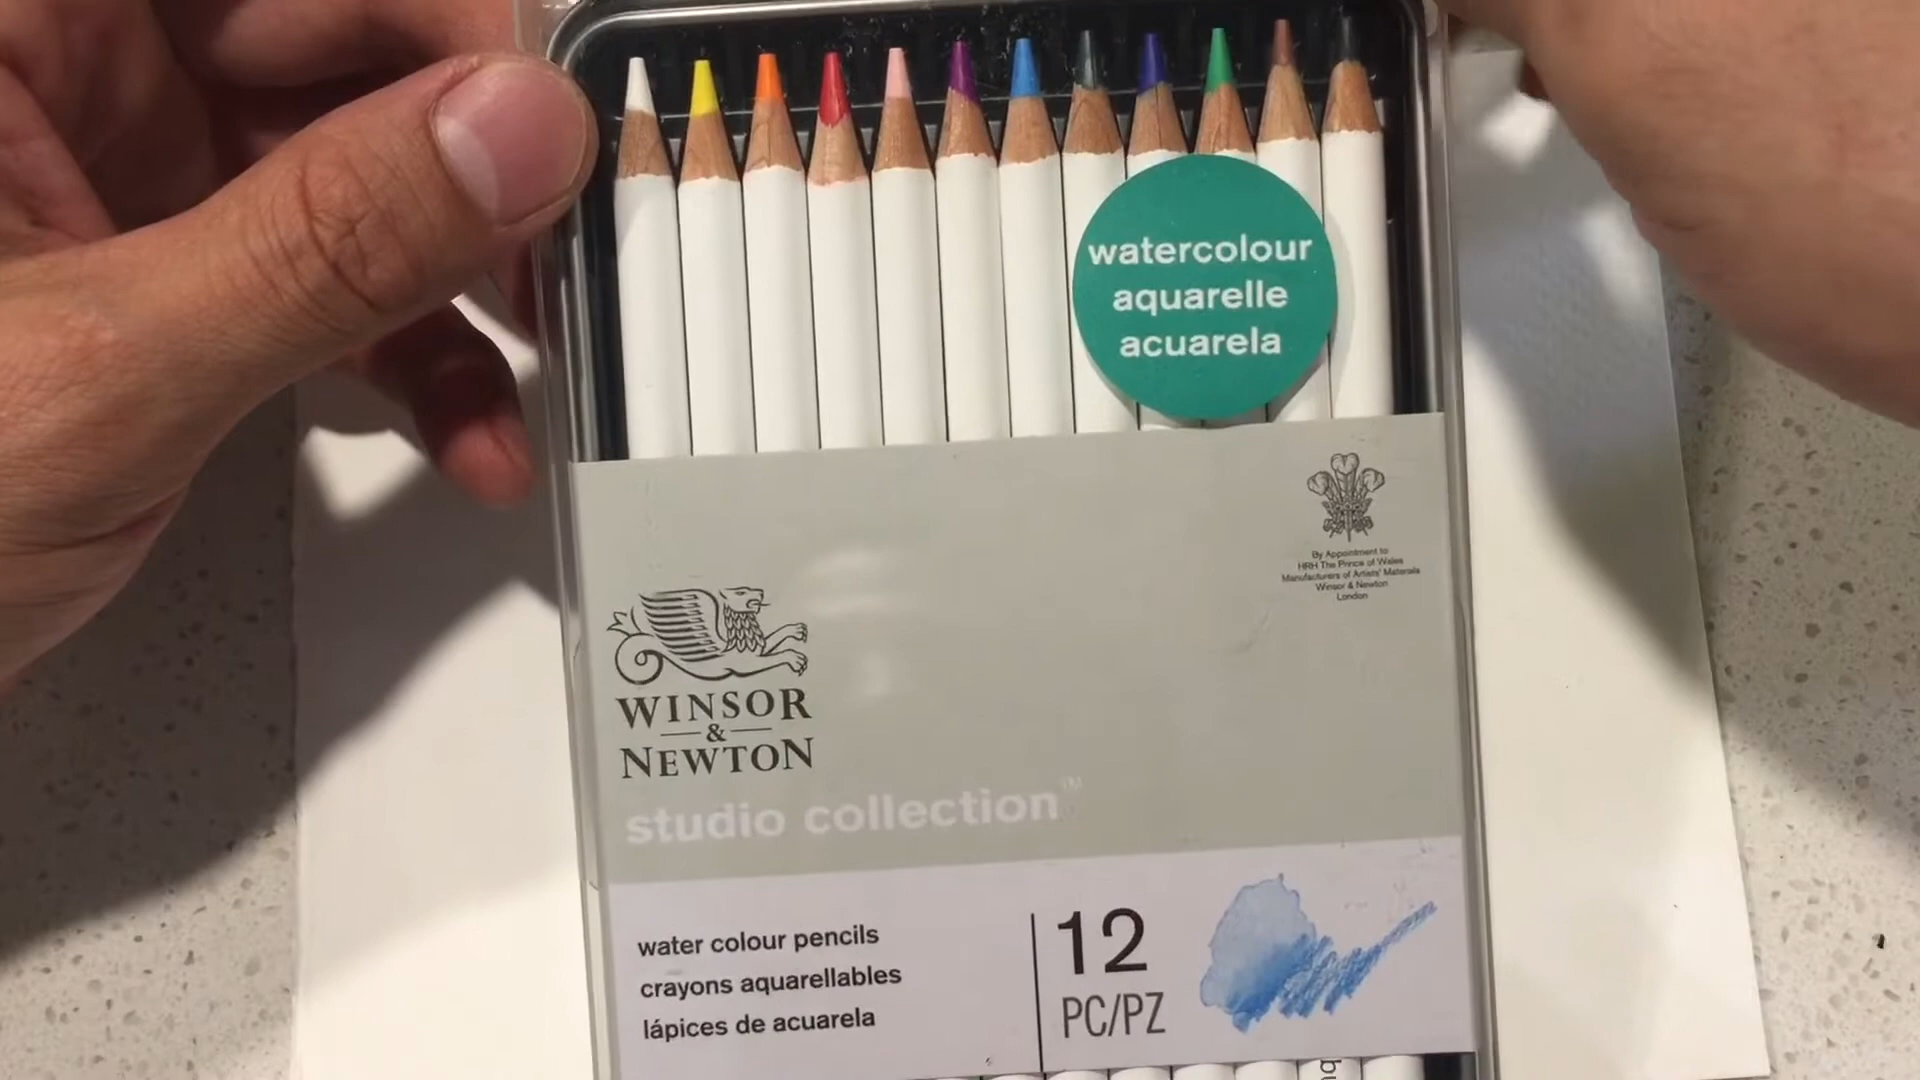 watercolour
aquarelle
acuarela
By Appointment to
HRH The Prince of Wales
Manufacturers of Artists' Materials
Winsor & Newton
London
WINSOR
&
NEWTON
studio collection™
water colour pencils
crayons aquarellables
lápices de acuarela
12
PC/PZ